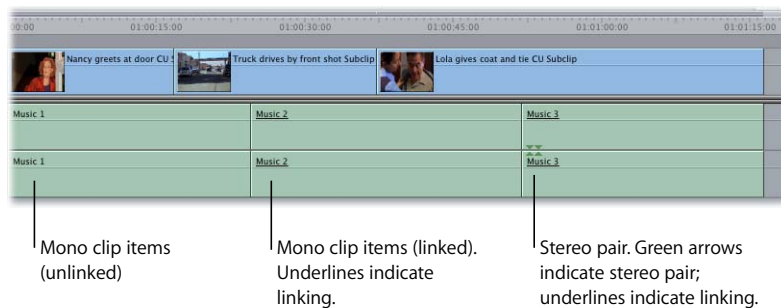 00:00 01:00:15:00 01:00:30:00 01:00:45:00 01:01:00:00 01:01:15:00
Nancy greets at door CU S Truck drives by front shot Subclip Lola gives coat and tie CU Subclip
Music 1 Music 2 Music 3
Music 1 Music 2 Music 3
Mono clip items
(unlinked)
Mono clip items (linked).
Underlines indicate
linking.
Stereo pair. Green arrows
indicate stereo pair;
underlines indicate linking.